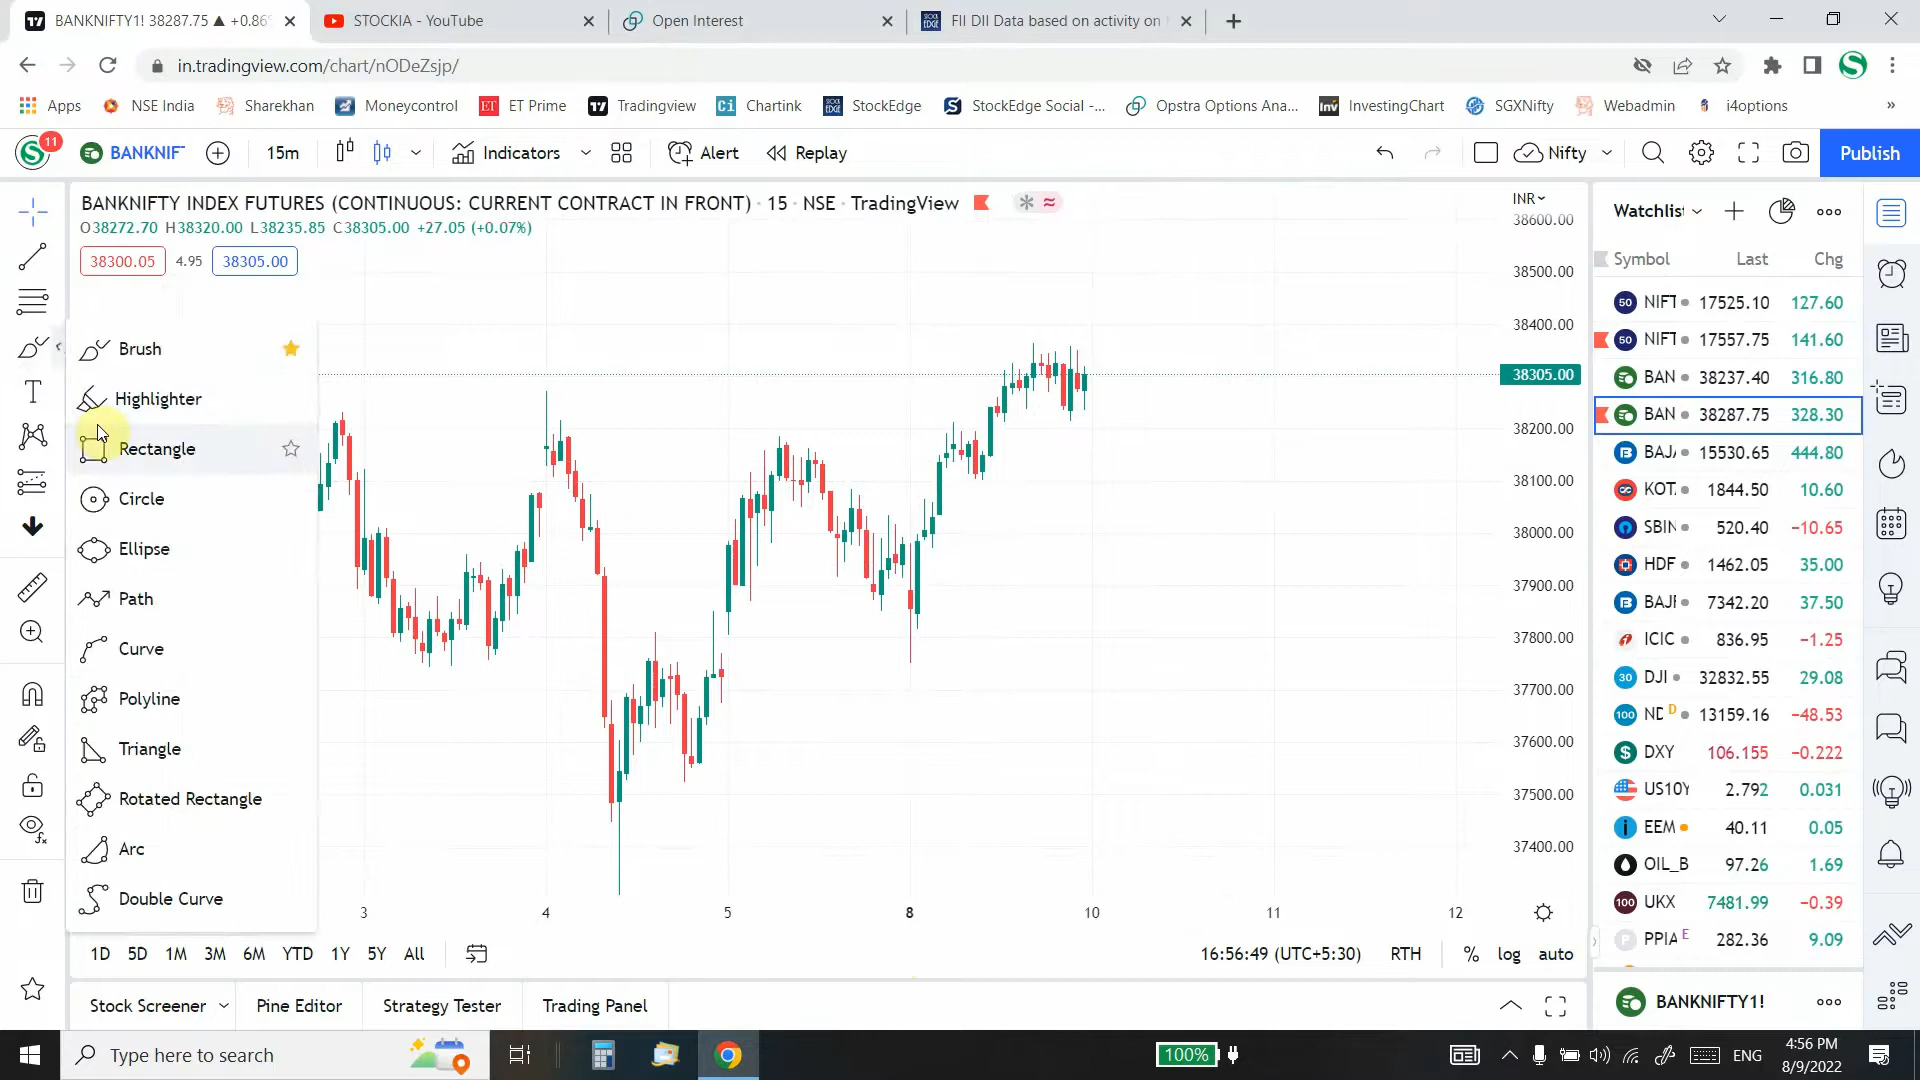 BANKNIFTY1! 38287.75 ▲ +0.86%
STOCKIA - YouTube
Open Interest
FII DII Data based on activity on
in.tradingview.com/chart/nODeZsjp/
Apps
NSE India
Sharekhan
Moneycontrol
ET Prime
Tradingview
Chartink
StockEdge
StockEdge Social -...
Opstra Options Ana...
InvestingChart
SGXNifty
Webadmin
i4options
»
11
BANKNIF
15m
Indicators
Alert
Replay
Nifty
Publish
BANKNIFTY INDEX FUTURES (CONTINUOUS: CURRENT CONTRACT IN FRONT) · 15 · NSE · TradingView
O38272.70 H38320.00 L38235.85 C38305.00 +27.05 (+0.07%)
38300.05 4.95 38305.00
Brush
Highlighter
Rectangle
Circle
Ellipse
Path
Curve
Polyline
Triangle
Rotated Rectangle
Arc
Double Curve
INR
38600.00
38500.00
38400.00
38305.00
38200.00
38100.00
38000.00
37900.00
37800.00
37700.00
37600.00
37500.00
37400.00
3 4 5 8 10 11 12
1D 5D 1M 3M 6M YTD 1Y 5Y All
16:56:49 (UTC+5:30) RTH % log auto
Stock Screener
Pine Editor
Strategy Tester
Trading Panel
Watchlist
Symbol Last Chg
50 NIFT 17525.10 127.60
50 NIFT 17557.75 141.60
BAN 38237.40 316.80
BAN 38287.75 328.30
BAJ 15530.65 444.80
KOT 1844.50 10.60
SBIN 520.40 −10.65
HDF 1462.05 35.00
BAJF 7342.20 37.50
ICIC 836.95 −1.25
30 DJI 32832.55 29.08
100 ND D 13159.16 −48.53
DXY 106.155 −0.222
US10Y 2.792 0.031
EEM 40.11 0.05
OIL_B 97.26 1.69
100 UKX 7481.99 −0.39
PPIA E 282.36 9.09
BANKNIFTY1!
Type here to search
100%
ENG
4:56 PM
8/9/2022